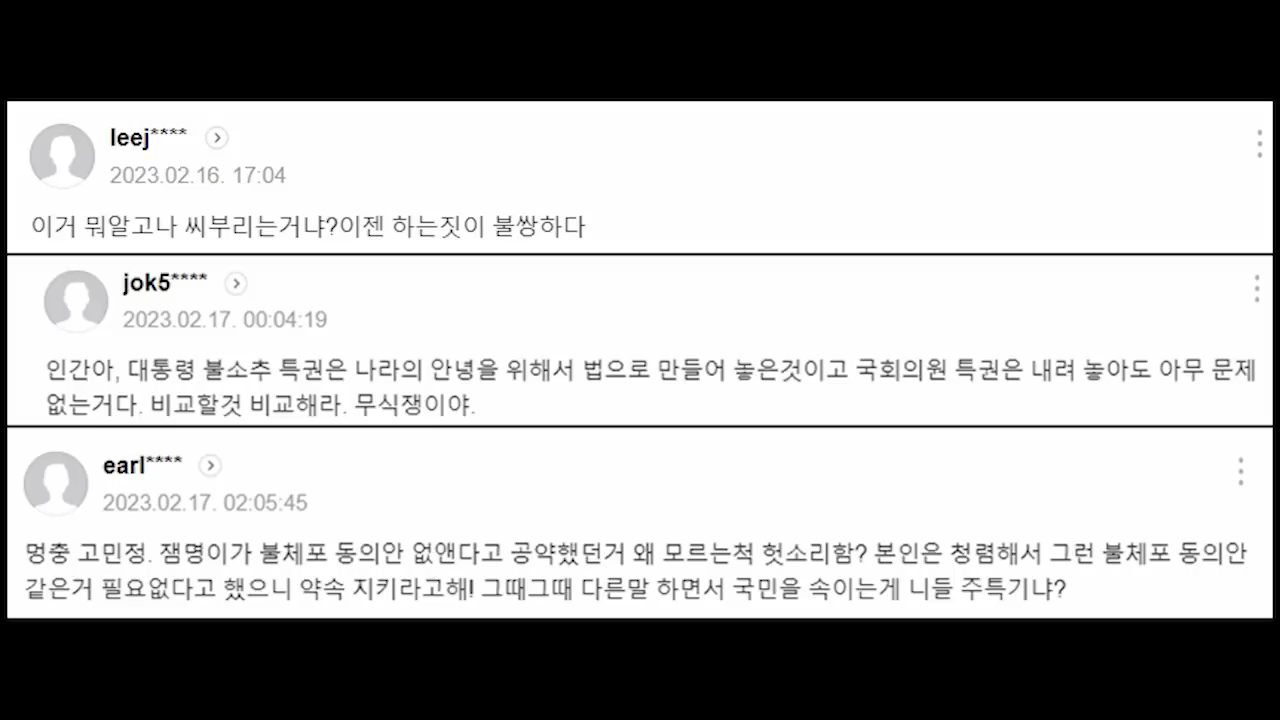 leej****
2023.02.16. 17:04
이거 뭐알고나 씨부리는거냐?이젠 하는짓이 불쌍하다
jok5****
2023.02.17. 00:04:19
인간아, 대통령 불소추 특권은 나라의 안녕을 위해서 법으로 만들어 놓은것이고 국회의원 특권은 내려 놓아도 아무 문제
없는거다. 비교할것 비교해라. 무식쟁이야.
earl****
2023.02.17. 02:05:45
멍충 고민정. 잼명이가 불체포 동의안 없앤다고 공약했던거 왜 모르는척 헛소리함? 본인은 청렴해서 그런 불체포 동의안
같은거 필요없다고 했으니 약속 지키라고해! 그때그때 다른말 하면서 국민을 속이는게 니들 주특기냐?